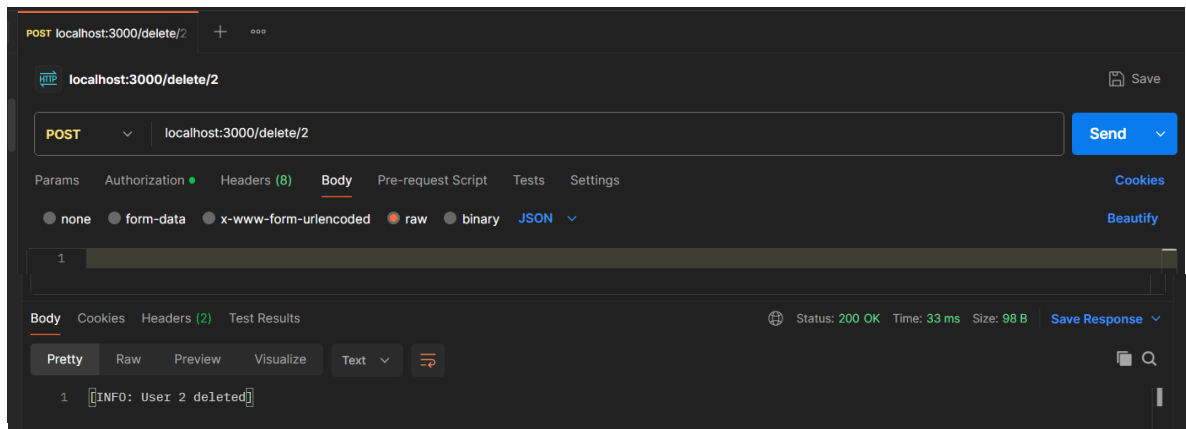 POST localhost:3000/delete/2
HTTP localhost:3000/delete/2 Save
POST localhost:3000/delete/2 Send
Params Authorization Headers (8) Body Pre-request Script Tests Settings Cookies
none form-data x-www-form-urlencoded raw binary JSON Beautify
1
Body Cookies Headers (2) Test Results Status: 200 OK Time: 33 ms Size: 98 B Save Response
Pretty Raw Preview Visualize Text
1 [INFO: User 2 deleted]